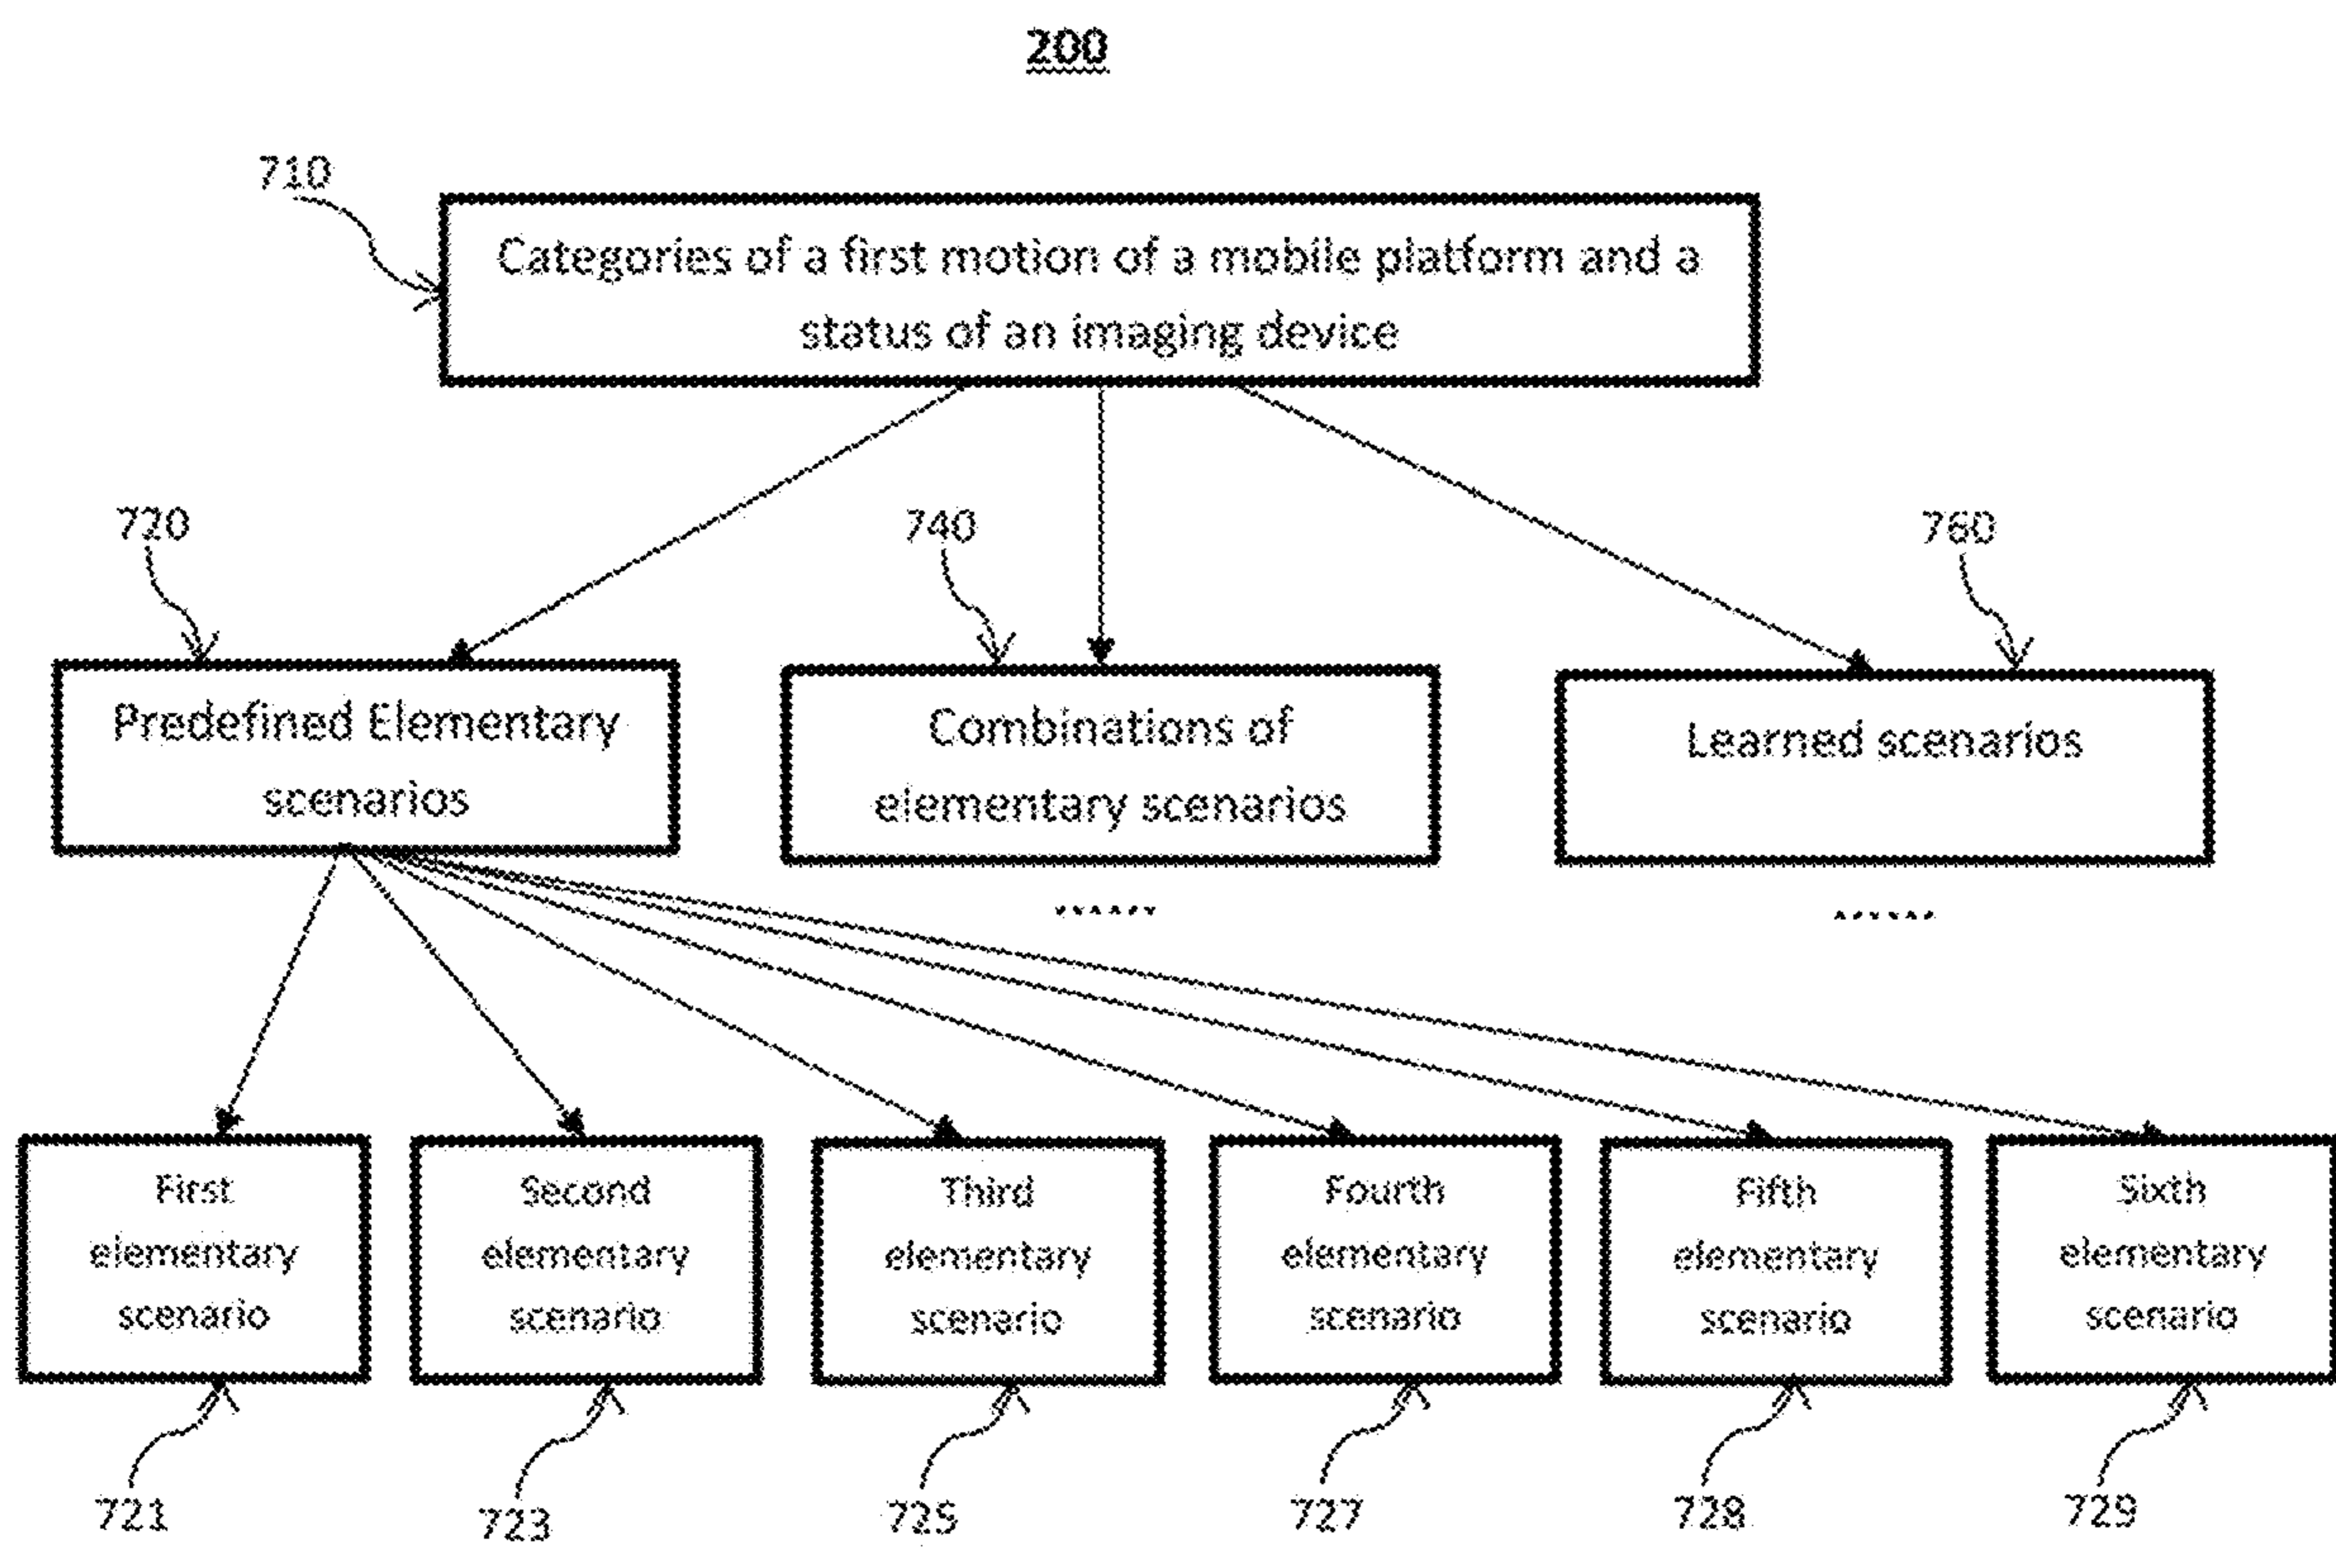 200
710
Categories of a first motion of a mobile platform and a
status of an imaging device
720
740
760
Predefined Elementary
scenarios
Combinations of
elementary scenarios
Learned scenarios
......
......
First
elementary
scenario
Second
elementary
scenario
Third
elementary
scenario
Fourth
elementary
scenario
Fifth
elementary
scenario
Sixth
elementary
scenario
721
723
725
727
728
729